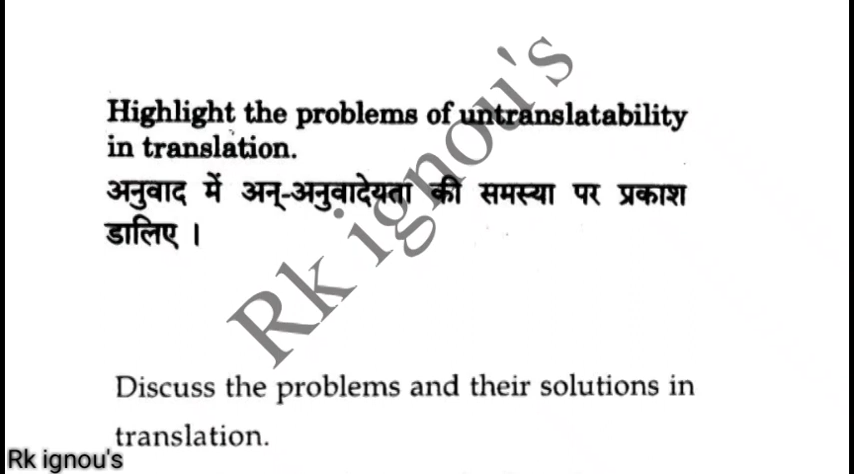 Highlight the problems of untranslatability
in translation.
अनुवाद में अन्-अनुवादेयता की समस्या पर प्रकाश
डालिए ।
Rk ignou's
Discuss the problems and their solutions in
translation.
Rk ignou's